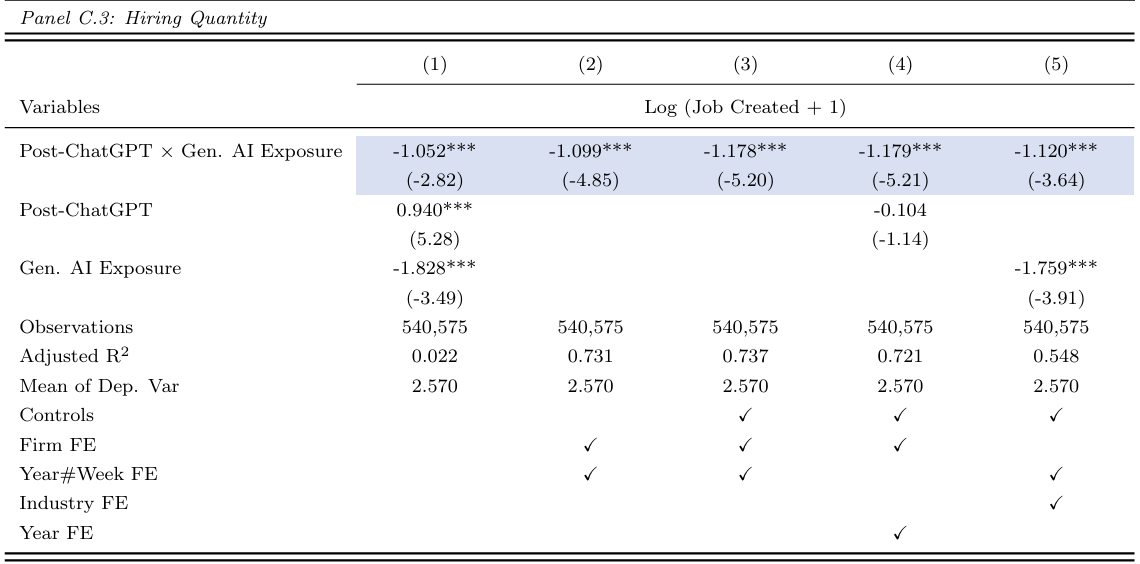 Panel C.3: Hiring Quantity
(1) (2) (3) (4) (5)
Variables Log (Job Created + 1)
Post-ChatGPT × Gen. AI Exposure -1.052*** -1.099*** -1.178*** -1.179*** -1.120***
(-2.82) (-4.85) (-5.20) (-5.21) (-3.64)
Post-ChatGPT 0.940*** -0.104
(5.28) (-1.14)
Gen. AI Exposure -1.828*** -1.759***
(-3.49) (-3.91)
Observations 540,575 540,575 540,575 540,575 540,575
Adjusted R² 0.022 0.731 0.737 0.721 0.548
Mean of Dep. Var 2.570 2.570 2.570 2.570 2.570
Controls ✓ ✓ ✓
Firm FE ✓ ✓ ✓
Year#Week FE ✓ ✓ ✓
Industry FE ✓
Year FE ✓